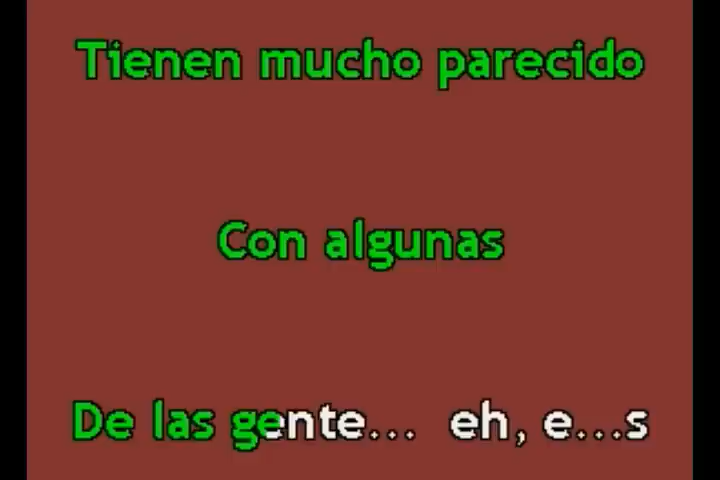 Tienen mucho parecido
Con algunas
De las gente... eh, e...s